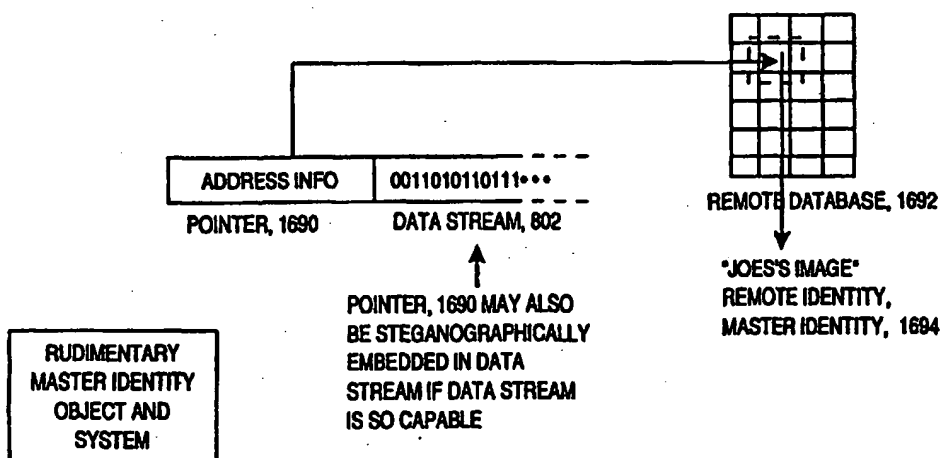 ADDRESS INFO 0011010110111•••
POINTER, 1690 DATA STREAM, 802
REMOTE DATABASE, 1692
"JOES'S IMAGE"
REMOTE IDENTITY,
MASTER IDENTITY, 1694
POINTER, 1690 MAY ALSO
BE STEGANOGRAPHICALLY
EMBEDDED IN DATA
STREAM IF DATA STREAM
IS SO CAPABLE
RUDIMENTARY
MASTER IDENTITY
OBJECT AND
SYSTEM